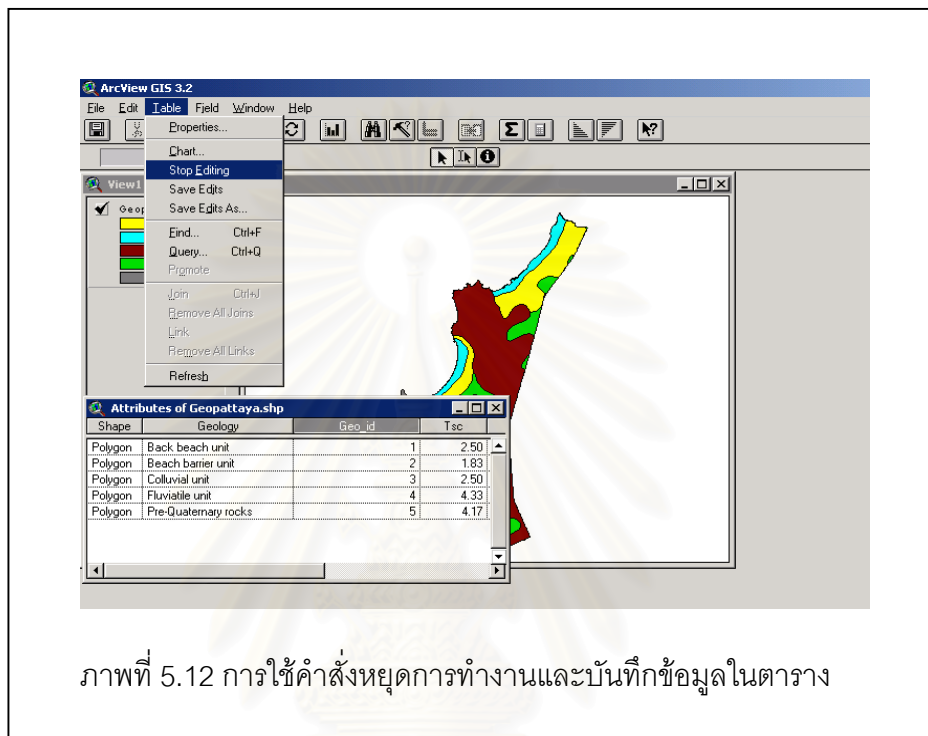 ArcView GIS 3.2
File Edit Table Field Window Help
Properties...
Chart...
Stop Editing
Save Edits
Save Edits As...
Find... Ctrl+F
Query... Ctrl+Q
Promote
Join Ctrl+J
Remove All Joins
Link
Remove All Links
Refresh
View1
Geop
Attributes of Geopattaya.shp
Shape Geology Geo_id Tsc
Polygon Back beach unit 1 2.50
Polygon Beach barrier unit 2 1.83
Polygon Colluvial unit 3 2.50
Polygon Fluviatile unit 4 4.33
Polygon Pre-Quaternary rocks 5 4.17
ภาพที่ 5.12 การใช้คำสั่งหยุดการทำงานและบันทึกข้อมูลในตาราง